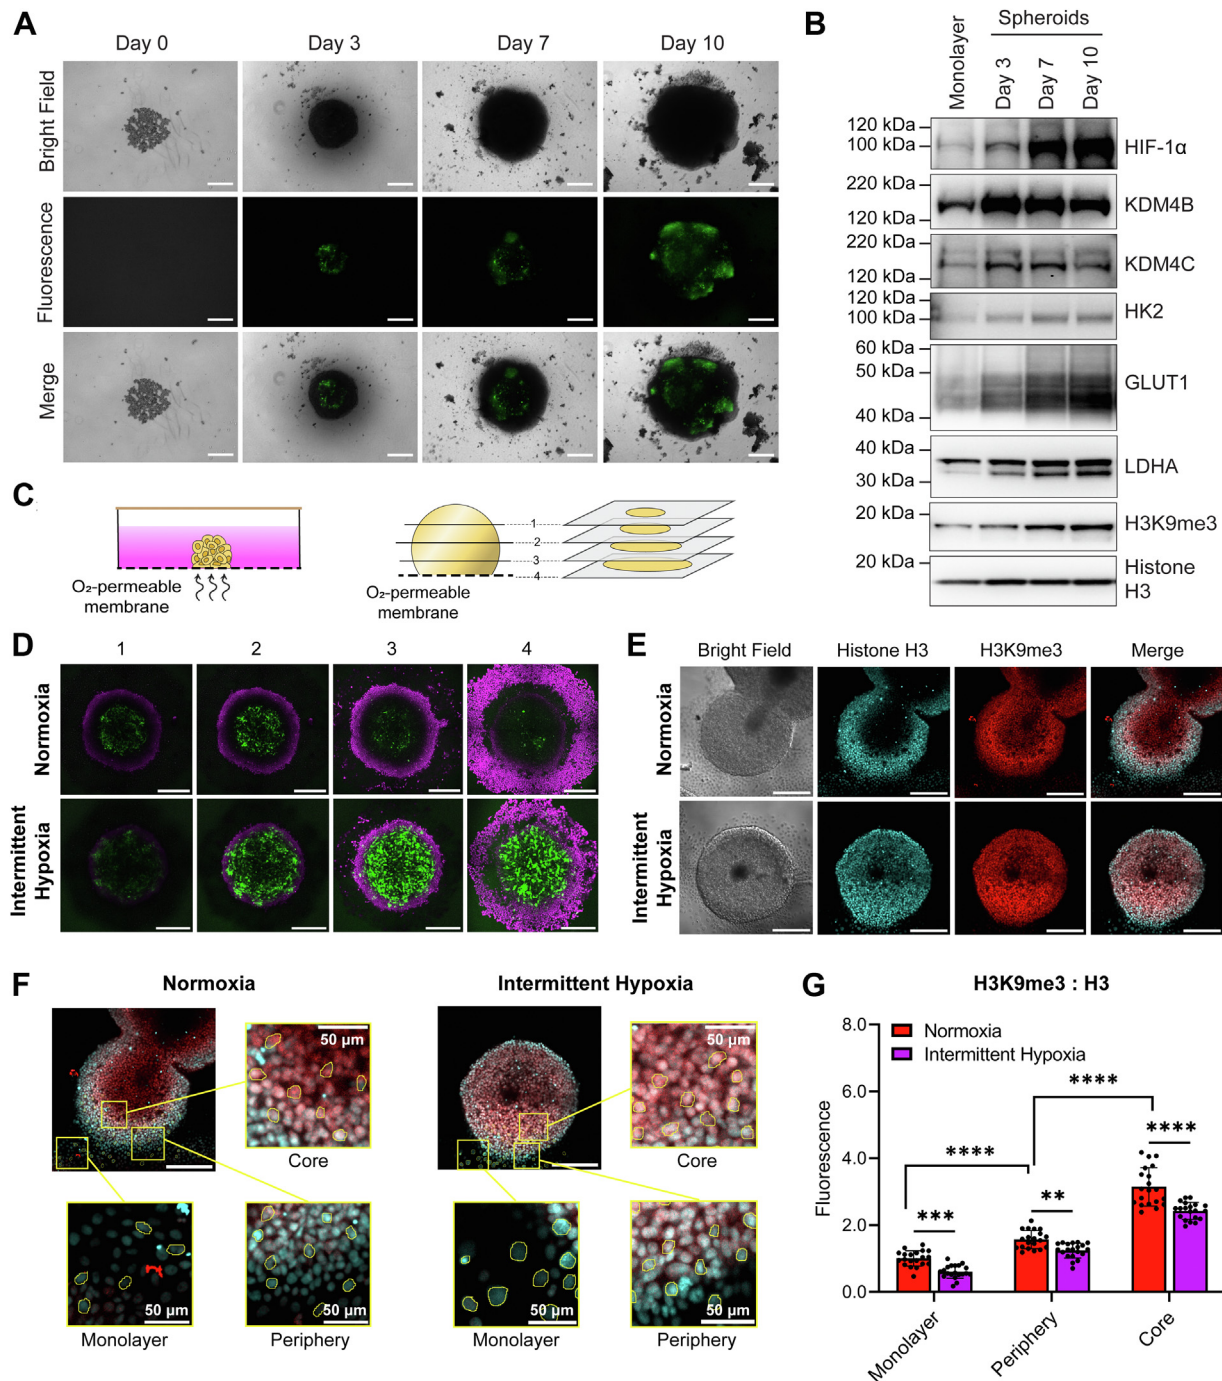 A
Day 0
Day 3
Day 7
Day 10
Bright Field
Fluorescence
Merge
B
Monolayer
Spheroids
Day 3
Day 7
Day 10
120 kDa
100 kDa
HIF-1α
220 kDa
120 kDa
KDM4B
220 kDa
120 kDa
KDM4C
120 kDa
100 kDa
HK2
60 kDa
50 kDa
40 kDa
GLUT1
40 kDa
30 kDa
LDHA
20 kDa
H3K9me3
20 kDa
Histone
H3
C
O₂-permeable
membrane
1
2
3
4
O₂-permeable
membrane
D
1
2
3
4
Normoxia
Intermittent
Hypoxia
E
Bright Field
Histone H3
H3K9me3
Merge
Normoxia
Intermittent
Hypoxia
F
Normoxia
50 µm
Core
50 µm
Monolayer
50 µm
Periphery
Intermittent Hypoxia
50 µm
Core
50 µm
Monolayer
50 µm
Periphery
G
H3K9me3 : H3
Normoxia
Intermittent Hypoxia
Fluorescence
8.0
6.0
4.0
2.0
0.0
****
***
**
****
****
Monolayer
Periphery
Core